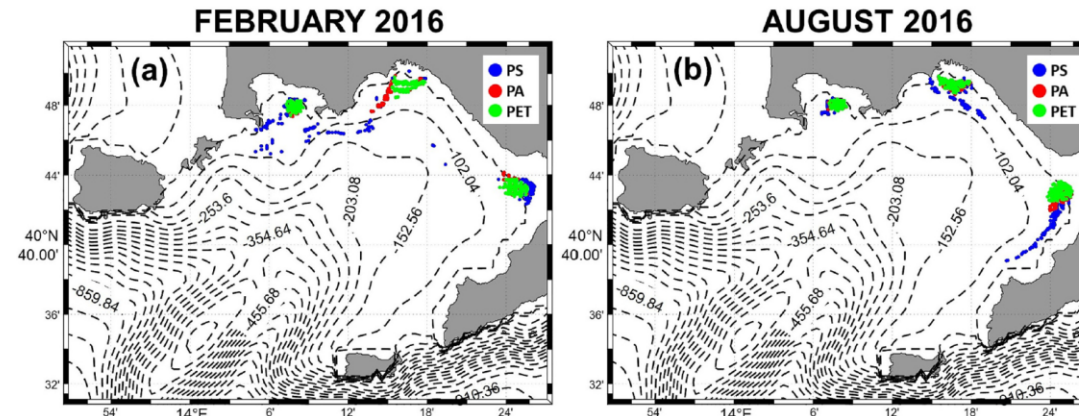 FEBRUARY 2016
AUGUST 2016
(a)
PS
PA
PET
(b)
PS
PA
PET
48'
44'
40°N
40.00'
36'
32'
-102.04
-203.08
-253.6
-152.56
-354.64
-859.84
-455.68
-910.36
54'
14°E
6'
12'
18'
24'
48'
44'
40°N
40.00'
36'
32'
-102.04
-203.08
-253.6
-152.56
-354.64
-859.84
-455.68
-910.36
54'
14°E
6'
12'
18'
24'